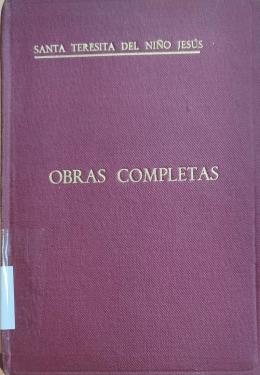 SANTA TERESITA DEL NIÑO JESÚS
OBRAS COMPLETAS